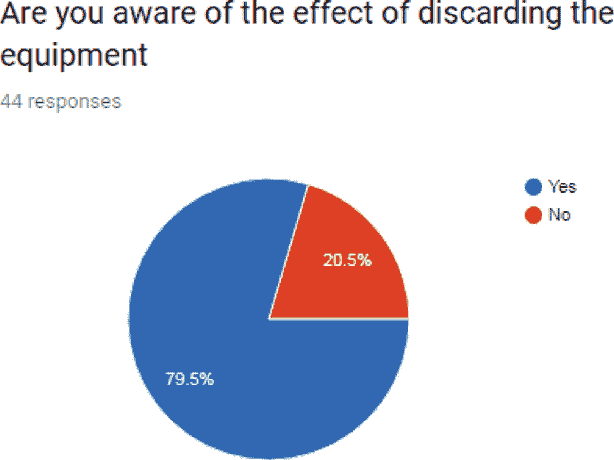 Are you aware of the effect of discarding the
equipment
44 responses
Yes
No
20.5%
79.5%